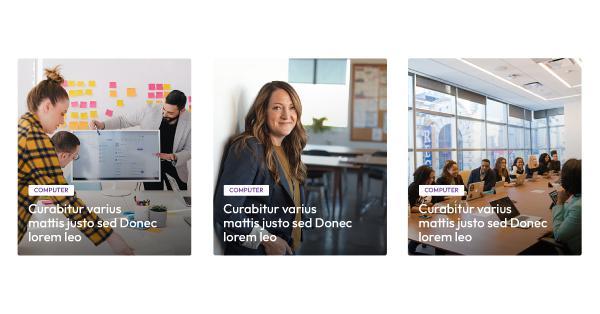 COMPUTER
Curabitur varius
mattis justo sed Donec
lorem leo
COMPUTER
Curabitur varius
mattis justo sed Donec
lorem leo
COMPUTER
Curabitur varius
mattis justo sed Donec
lorem leo